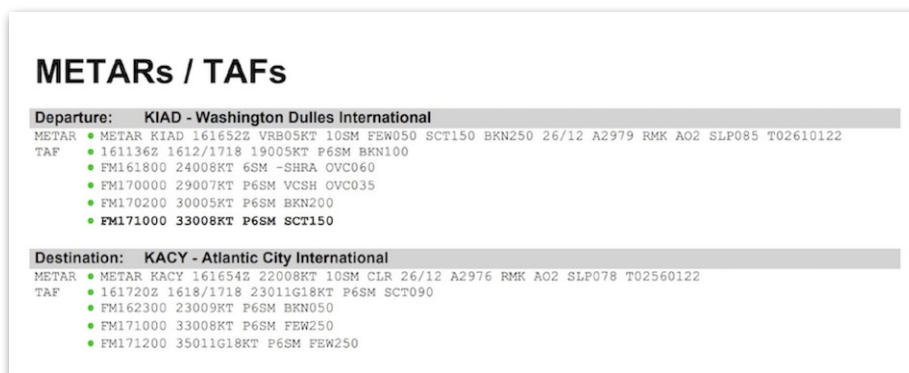 METARs / TAFs
Departure: KIAD - Washington Dulles International
METAR METAR KIAD 161652Z VRB05KT 10SM FEW050 SCT150 BKN250 26/12 A2979 RMK AO2 SLP085 T02610122
TAF 161136Z 1612/1718 19005KT P6SM BKN100
FM161800 24008KT 6SM -SHRA OVC060
FM170000 29007KT P6SM VCSH OVC035
FM170200 30005KT P6SM BKN200
FM171000 33008KT P6SM SCT150
Destination: KACY - Atlantic City International
METAR METAR KACY 161654Z 22008KT 10SM CLR 26/12 A2976 RMK AO2 SLP078 T02560122
TAF 161720Z 1618/1718 23011G18KT P6SM SCT090
FM162300 23009KT P6SM BKN050
FM171000 33008KT P6SM FEW250
FM171200 35011G18KT P6SM FEW250